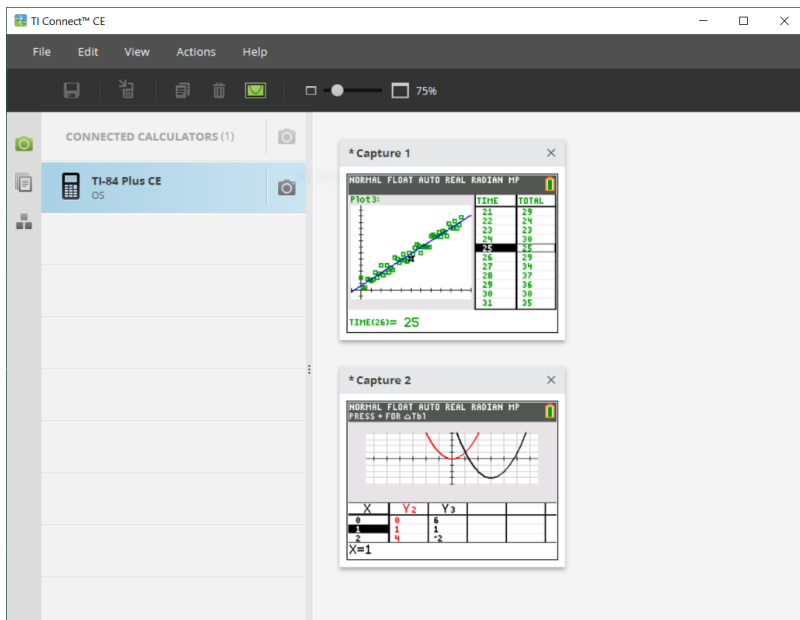 TI Connect™ CE
File Edit View Actions Help
75%
CONNECTED CALCULATORS (1)
TI-84 Plus CE
OS
*Capture 1
NORMAL FLOAT AUTO REAL RADIAN MP
Plot3:
TIME TOTAL
21 29
22 24
23 23
24 30
25 25
26 29
27 34
28 37
29 36
30 30
31 35
TIME(26)= 25
*Capture 2
NORMAL FLOAT AUTO REAL RADIAN MP
PRESS + FOR △Tb1
X Y2 Y3
0 0 6
1 1 1
2 4 -2
X=1